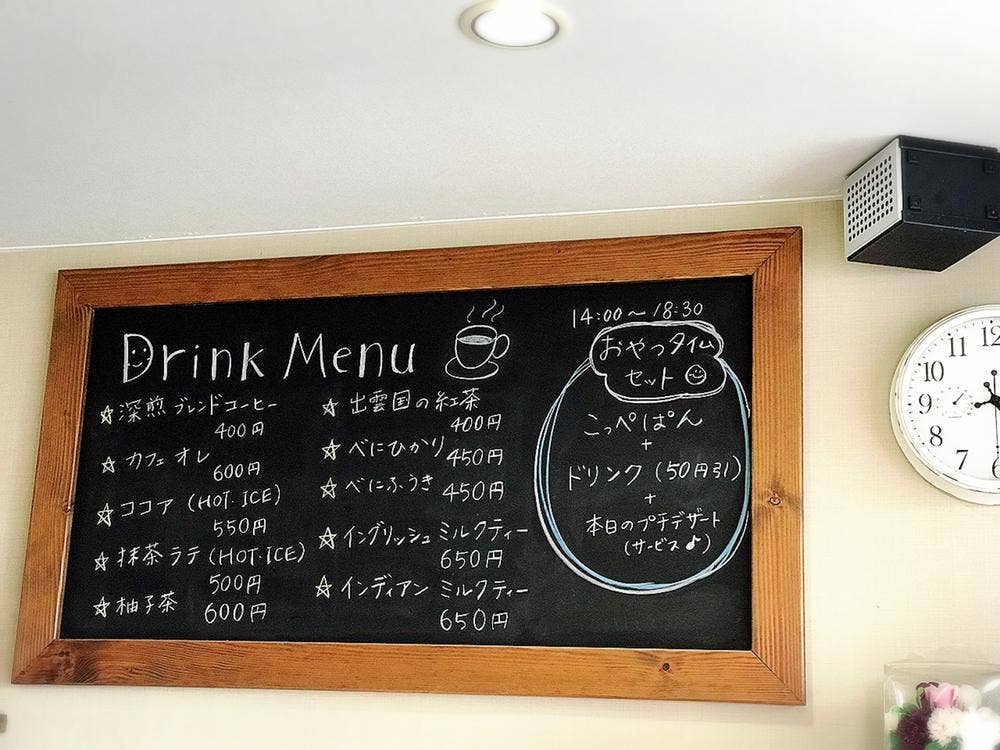 Drink Menu
☆深煎ブレンドコーヒー
400円
☆カフェオレ
600円
☆ココア (HOT・ICE)
550円
☆抹茶ラテ(HOT・ICE)
500円
☆柚子茶 600円
☆出雲国の紅茶
400円
☆べにひかり 450円
☆べにふうき 450円
☆イングリッシュ ミルクティー
650円
☆インディアン ミルクティー
650円
14:00〜18:30
おやつタイム
セット
こっぺぱん
+
ドリンク(50円引)
+
本日のプチデザート
(サービス♪)
11 12
10
9
8
7